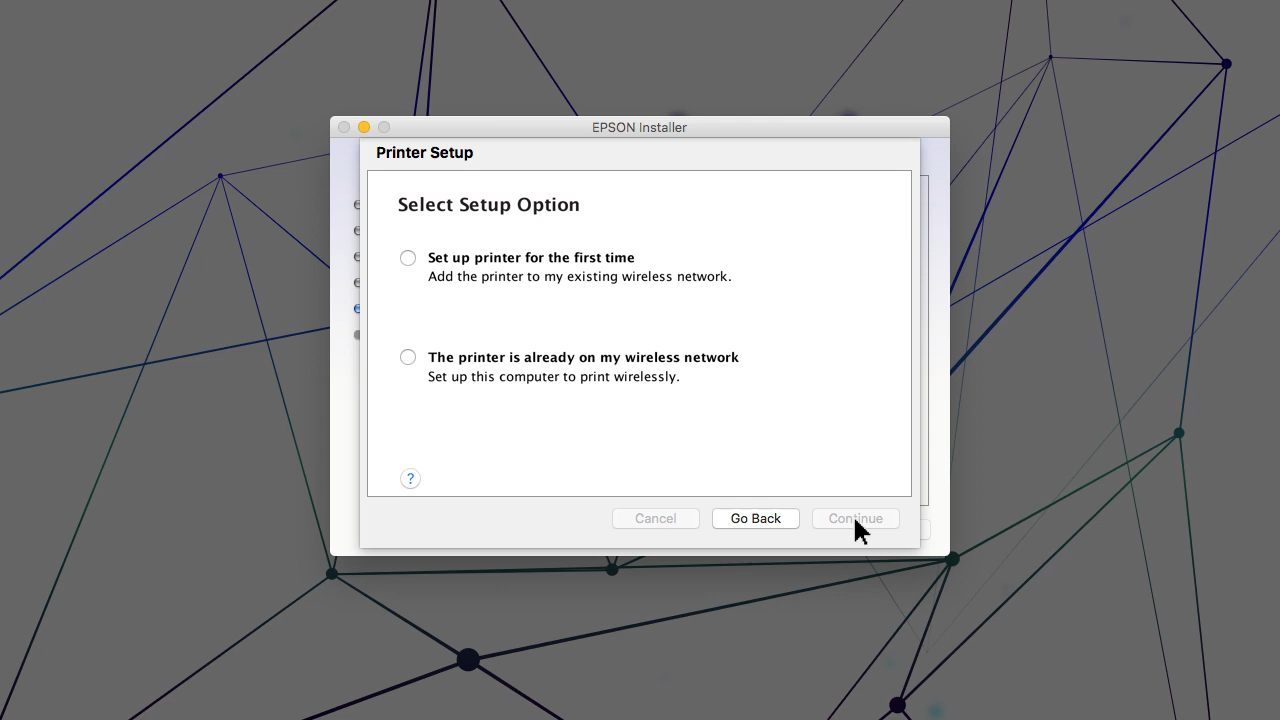 EPSON Installer
Printer Setup
Select Setup Option
Set up printer for the first time
Add the printer to my existing wireless network.
The printer is already on my wireless network
Set up this computer to print wirelessly.
?
Cancel
Go Back
Continue